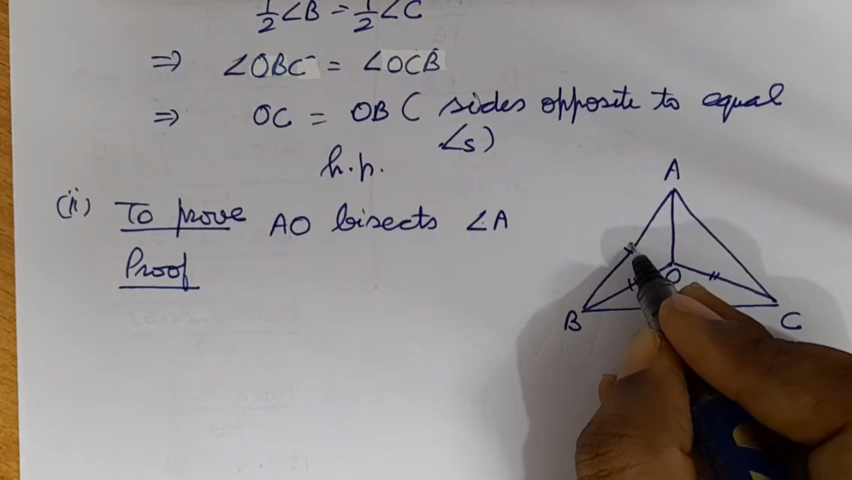 ½∠B = ½∠C
⇒ ∠OBC = ∠OCB
⇒ OC = OB ( sides opposite to equal
∠s)
h.p.
(ii) To prove AO bisects ∠A
Proof
A
O
B
C